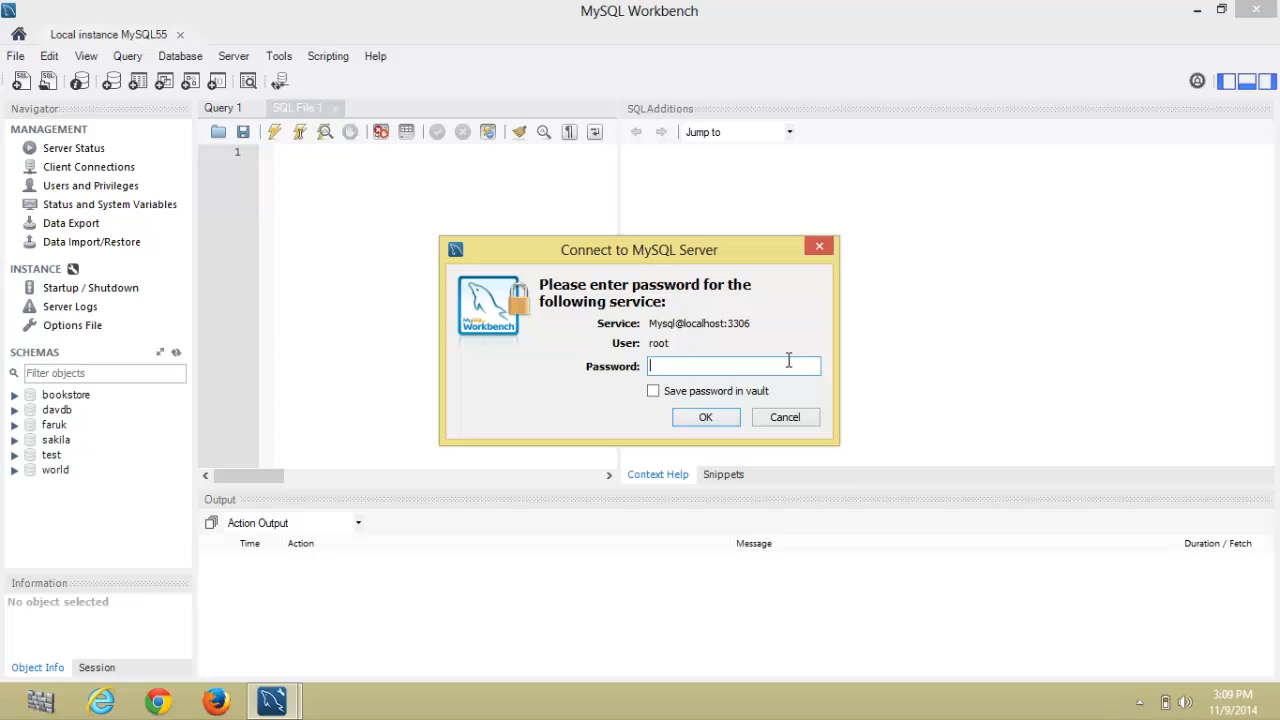 MySQL Workbench
Local instance MySQL55
File Edit View Query Database Server Tools Scripting Help
Navigator
Query 1
SQL File 1
SQLAdditions
MANAGEMENT
Server Status
Client Connections
Users and Privileges
Status and System Variables
Data Export
Data Import/Restore
INSTANCE
Startup / Shutdown
Server Logs
Options File
SCHEMAS
Filter objects
bookstore
davdb
faruk
sakila
test
world
1
Jump to
Connect to MySQL Server
MySQL
Workbench
Please enter password for the
following service:
Service: Mysql@localhost:3306
User: root
Password:
Save password in vault
OK Cancel
Context Help Snippets
Output
Action Output
Time Action Message Duration / Fetch
Information
No object selected
Object Info Session
3:09 PM
11/9/2014